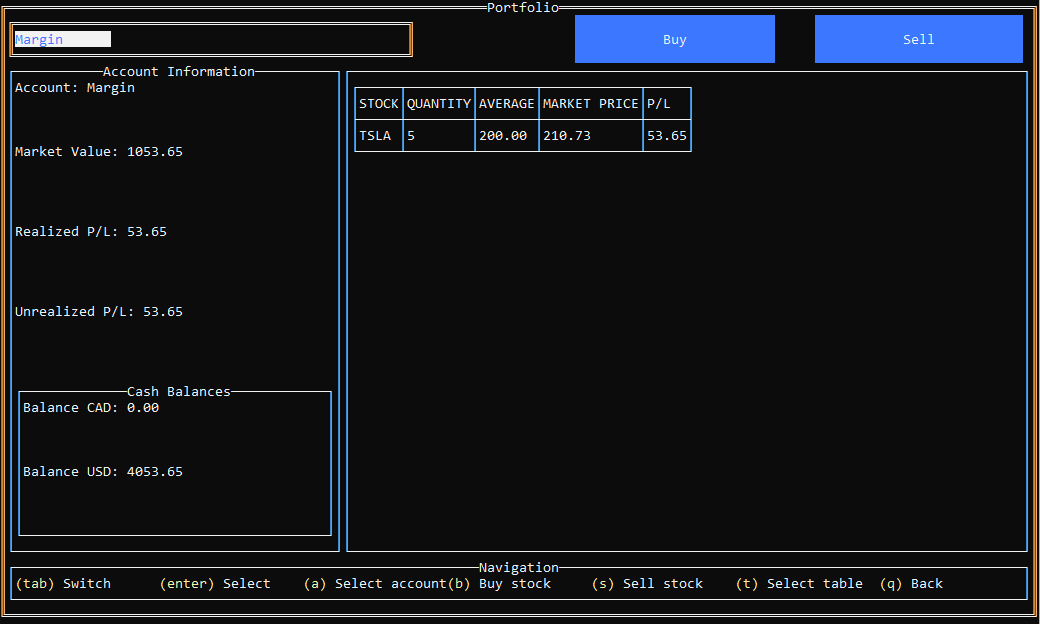 Portfolio
Margin
Buy
Sell
Account Information
Account: Margin
Market Value: 1053.65
Realized P/L: 53.65
Unrealized P/L: 53.65
Cash Balances
Balance CAD: 0.00
Balance USD: 4053.65
STOCK QUANTITY AVERAGE MARKET PRICE P/L
TSLA 5 200.00 210.73 53.65
Navigation
(tab) Switch (enter) Select (a) Select account(b) Buy stock (s) Sell stock (t) Select table (q) Back